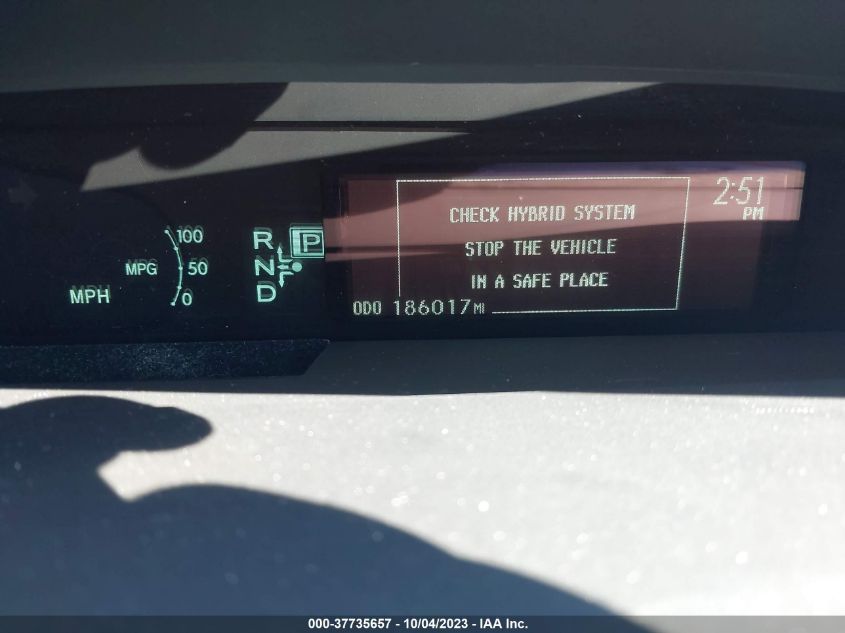 2:51
PM
CHECK HYBRID SYSTEM
STOP THE VEHICLE
IN A SAFE PLACE
ODO 186017 MI
100
MPG 50
0
MPH
R P
N
D
000-37735657 - 10/04/2023 - IAA Inc.